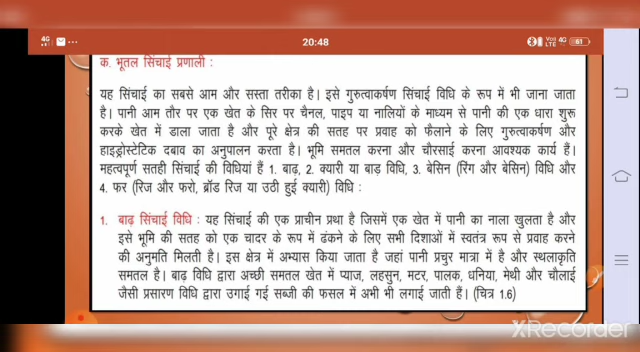 4G 20:48 Vo0 LTE 4G 61
क. भूतल सिंचाई प्रणाली :
यह सिंचाई का सबसे आम और सस्ता तरीका है। इसे गुरुत्वाकर्षण सिंचाई विधि के रूप में भी जाना जाता
है। पानी आम तौर पर एक खेत के सिर पर चैनल, पाइप या नालियों के माध्यम से पानी की एक धारा शुरू
करके खेत में डाला जाता है और पूरे क्षेत्र की सतह पर प्रवाह को फैलाने के लिए गुरुत्वाकर्षण और
हाइड्रोस्टेटिक दबाव का अनुपालन करता है। भूमि समतल करना और चौरसाई करना आवश्यक कार्य हैं।
महत्वपूर्ण सतही सिंचाई की विधियां हैं 1. बाढ़, 2. क्यारी या बाड़ विधि, 3. बेसिन (रिंग और बेसिन) विधि और
4. फर (रिज और फरो, ब्रॉड रिज या उठी हुई क्यारी) विधि :
1. बाढ़ सिंचाई विधि : यह सिंचाई की एक प्राचीन प्रथा है जिसमें एक खेत में पानी का नाला खुलता है और
इसे भूमि की सतह को एक चादर के रूप में ढंकने के लिए सभी दिशाओं में स्वतंत्र रूप से प्रवाह करने
की अनुमति मिलती है। इस क्षेत्र में अभ्यास किया जाता है जहां पानी प्रचुर मात्रा में है और स्थलाकृति
समतल है। बाढ़ विधि द्वारा अच्छी समतल खेत में प्याज, लहसुन, मटर, पालक, धनिया, मेथी और चौलाई
जैसी प्रसारण विधि द्वारा उगाई गई सब्जी की फसल में अभी भी लगाई जाती हैं। (चित्र 1.6)
XRecorder